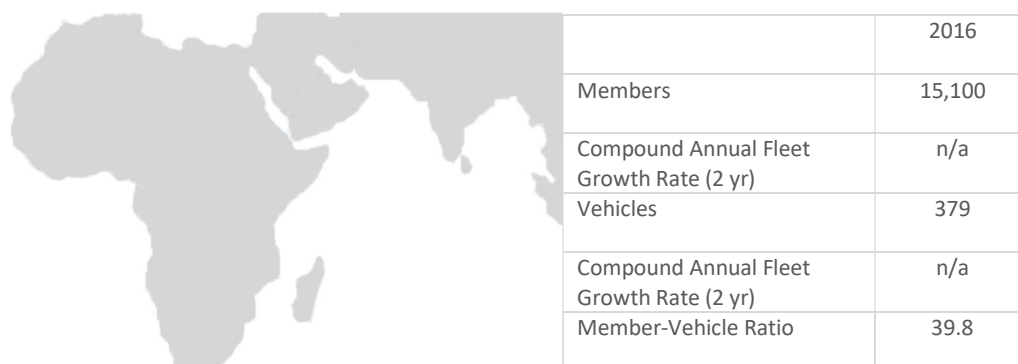 2016
Members 15,100
Compound Annual Fleet n/a
Growth Rate (2 yr)
Vehicles 379
Compound Annual Fleet n/a
Growth Rate (2 yr)
Member-Vehicle Ratio 39.8